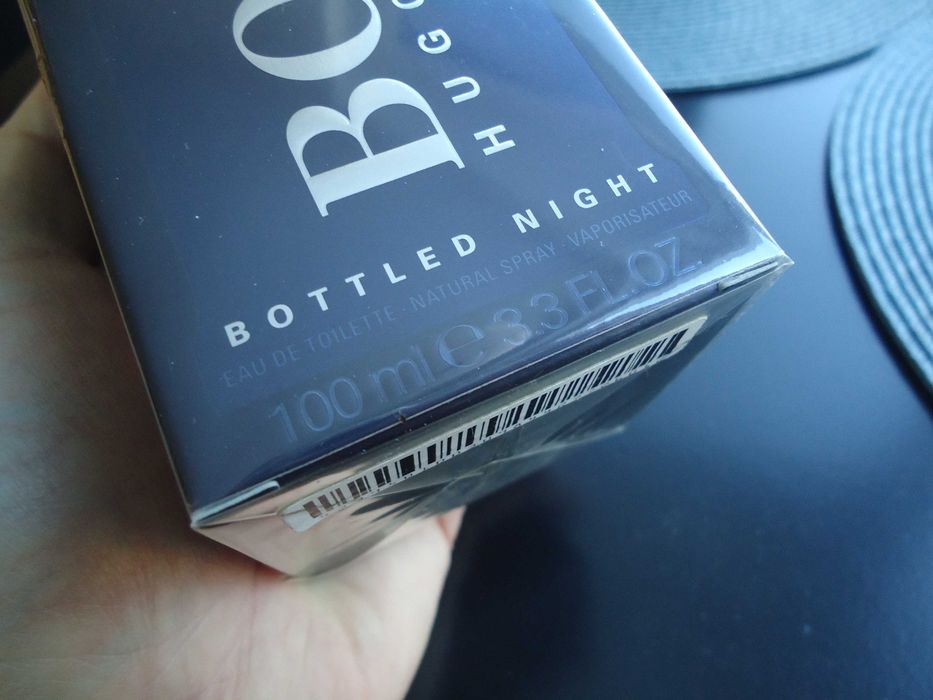 BO
HUG
BOTTLED NIGHT
EAU DE TOILETTE · NATURAL SPRAY · VAPORISATEUR
100 ml ℮ 3.3 FL.OZ